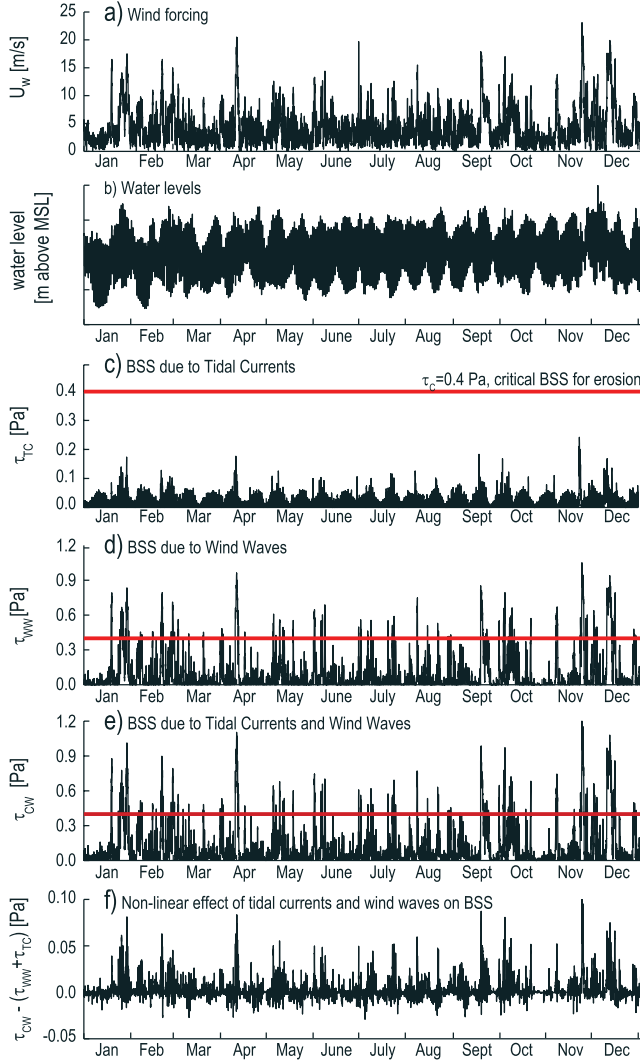 a) Wind forcing
U_W [m/s]
25
20
15
10
5
0
Jan Feb Mar Apr May June July Aug Sept Oct Nov Dec
b) Water levels
water level
[m above MSL]
Jan Feb Mar Apr May June July Aug Sept Oct Nov Dec
c) BSS due to Tidal Currents
τ_c=0.4 Pa, critical BSS for erosion
τ_TC [Pa]
0.4
0.3
0.2
0.1
0.0
Jan Feb Mar Apr May June July Aug Sept Oct Nov Dec
d) BSS due to Wind Waves
τ_WW [Pa]
1.2
0.9
0.6
0.3
0.0
Jan Feb Mar Apr May June July Aug Sept Oct Nov Dec
e) BSS due to Tidal Currents and Wind Waves
τ_CW [Pa]
1.2
0.9
0.6
0.3
0.0
Jan Feb Mar Apr May June July Aug Sept Oct Nov Dec
f) Non-linear effect of tidal currents and wind waves on BSS
τ_CW - (τ_WW+τ_TC) [Pa]
0.10
0.05
0.0
-0.05
Jan Feb Mar Apr May June July Aug Sept Oct Nov Dec